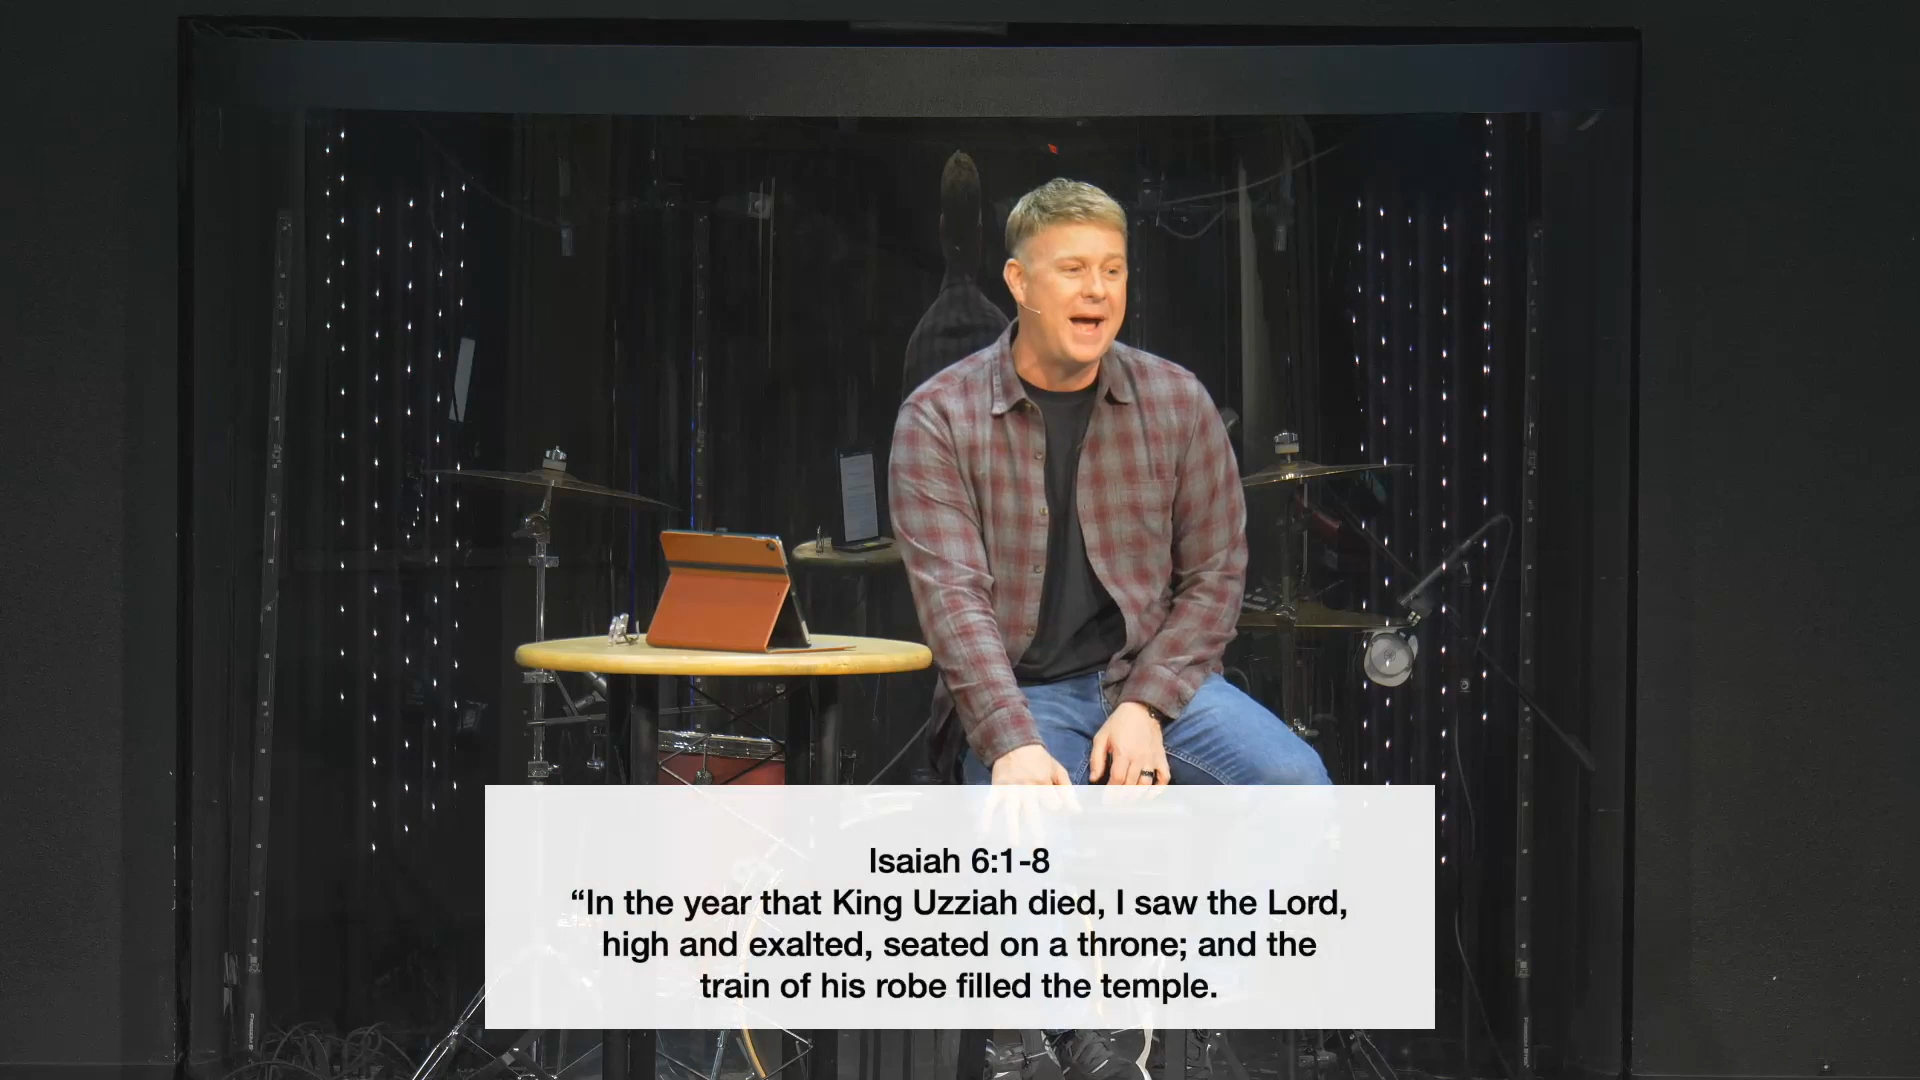 Isaiah 6:1-8
“In the year that King Uzziah died, I saw the Lord,
high and exalted, seated on a throne; and the
train of his robe filled the temple.